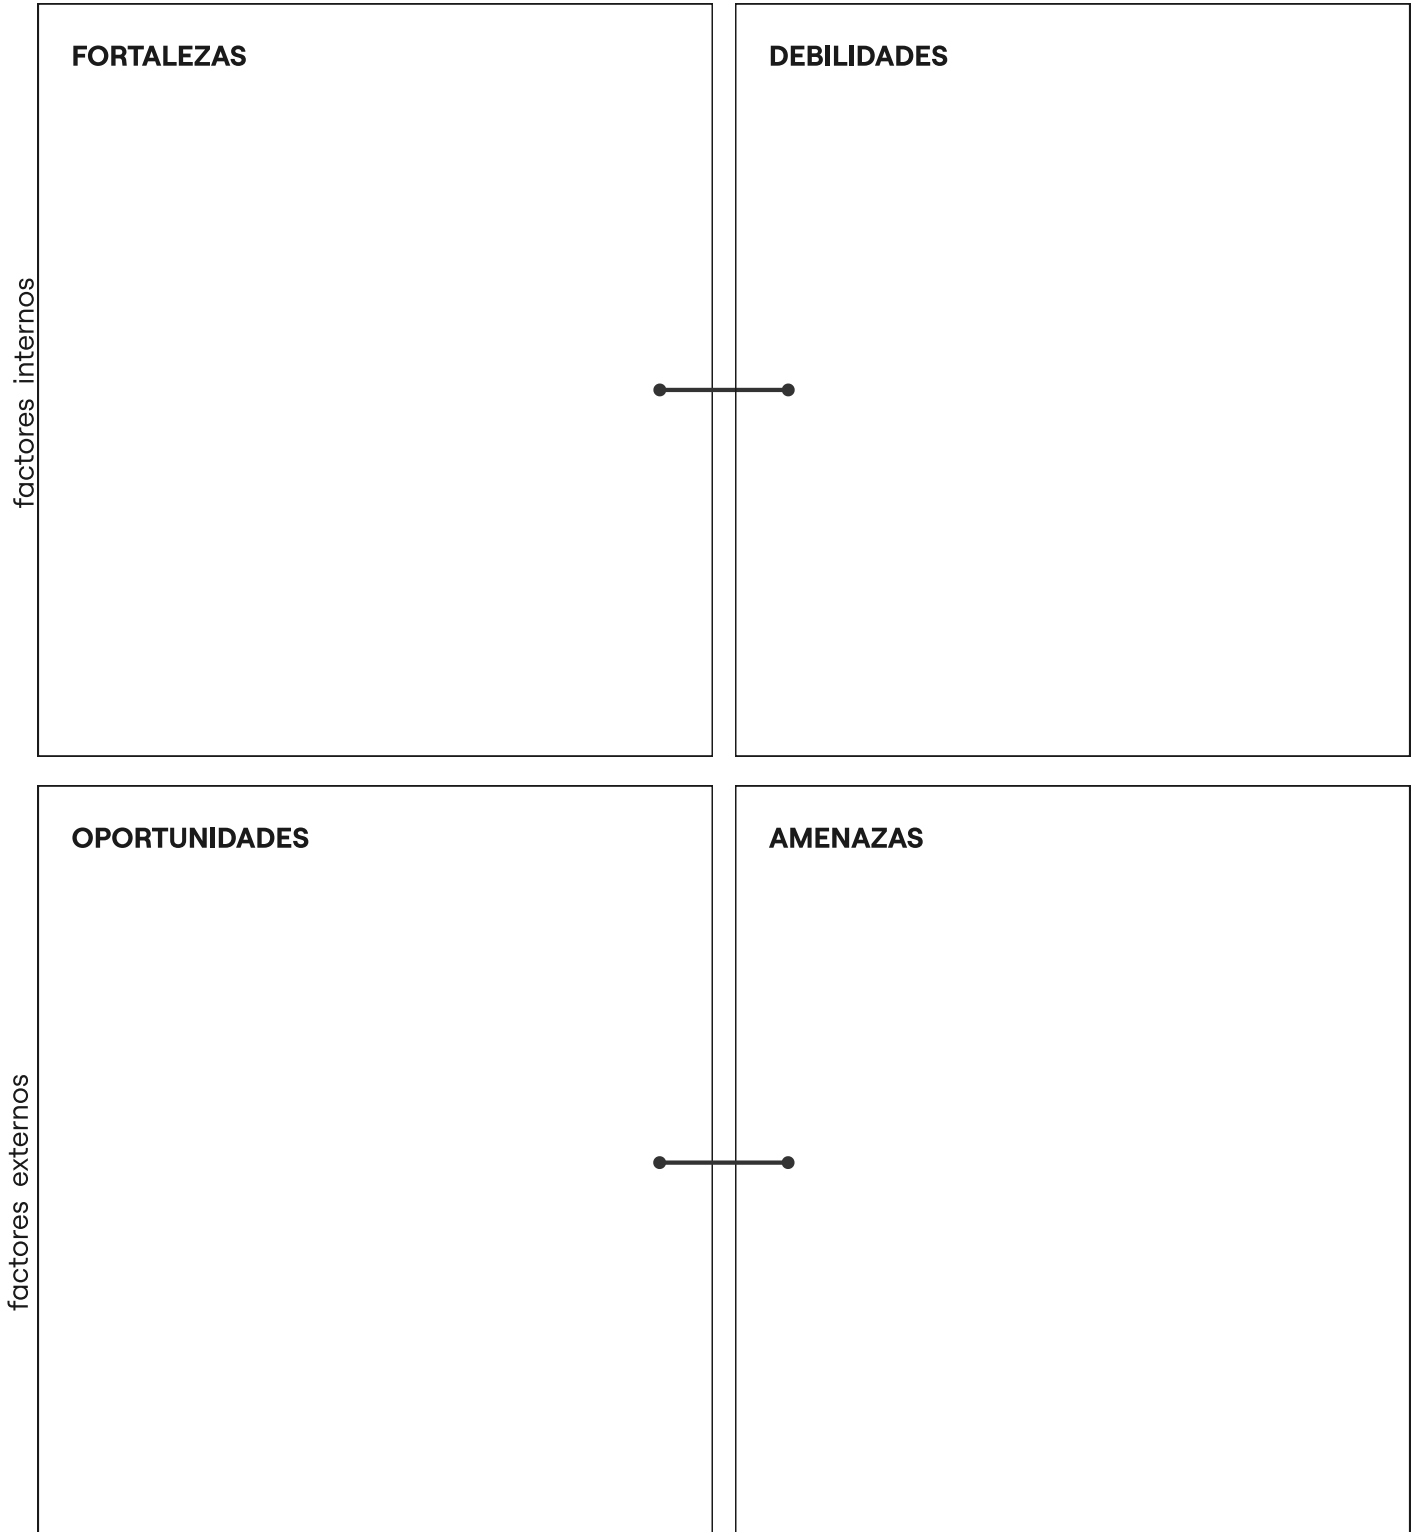 FORTALEZAS
DEBILIDADES
factores internos
OPORTUNIDADES
AMENAZAS
factores externos